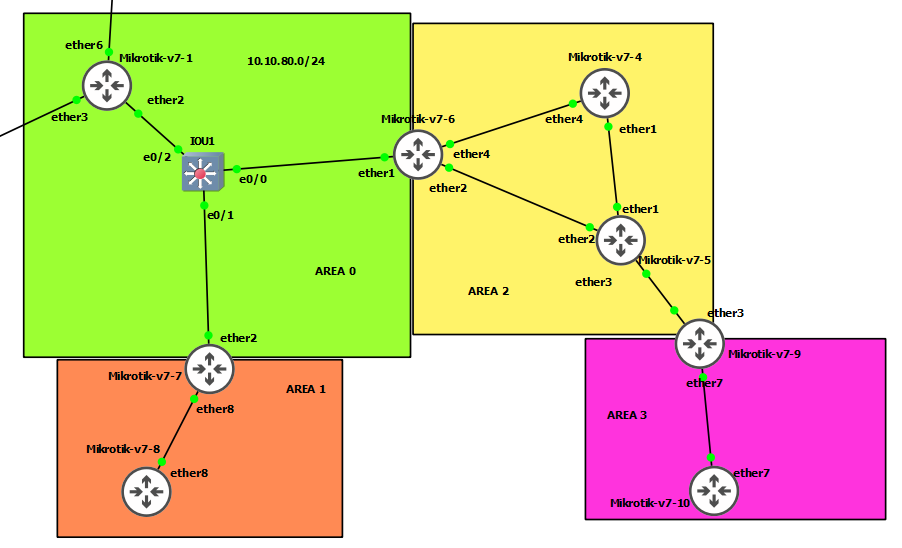 ether6
Mikrotik-v7-1
10.10.80.0/24
ether2
ether3
IOU1
e0/2
e0/0
e0/1
AREA 0
ether2
Mikrotik-v7-6
ether1
ether4
ether2
Mikrotik-v7-4
ether4
ether1
ether1
ether2
Mikrotik-v7-5
ether3
AREA 2
ether3
Mikrotik-v7-9
ether7
AREA 3
ether7
Mikrotik-v7-10
Mikrotik-v7-7
AREA 1
ether8
Mikrotik-v7-8
ether8